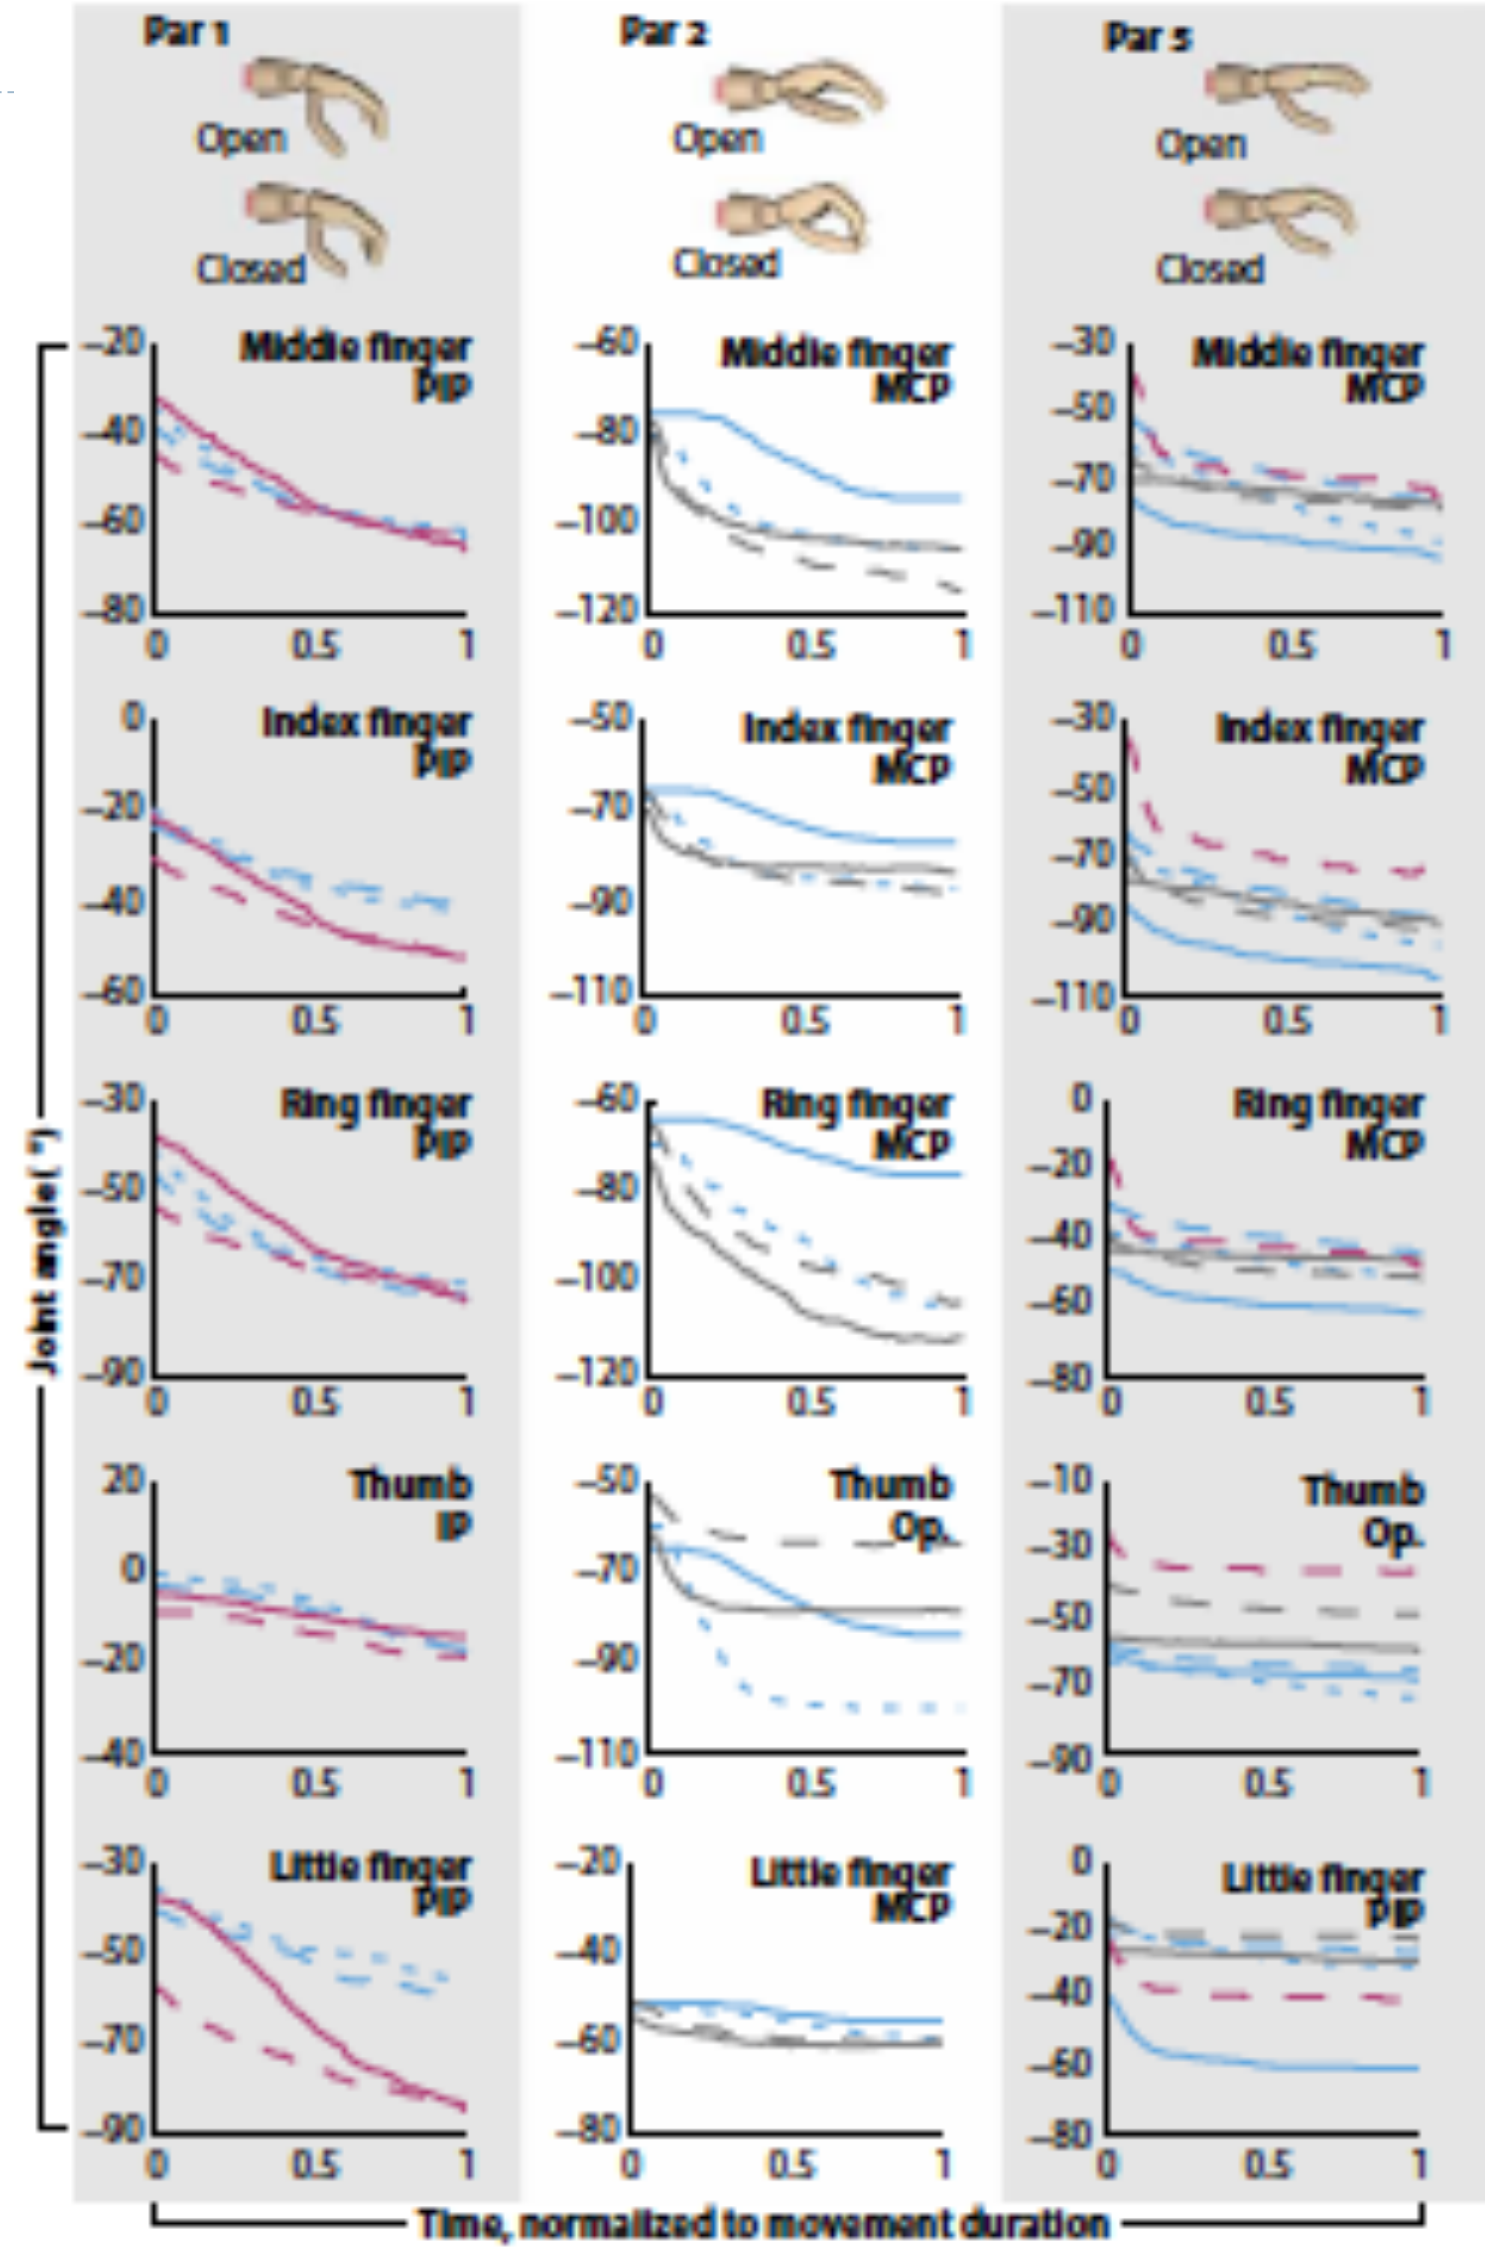 Par 1
Par 2
Par 5
Open
Open
Open
Closed
Closed
Closed
Joint angle (°)
Middle finger
PIP
–20
–40
–60
–80
0 0.5 1
Middle finger
MCP
–60
–80
–100
–120
0 0.5 1
Middle finger
MCP
–30
–50
–70
–90
–110
0 0.5 1
Index finger
PIP
0
–20
–40
–60
0 0.5 1
Index finger
MCP
–50
–70
–90
–110
0 0.5 1
Index finger
MCP
–30
–50
–70
–90
–110
0 0.5 1
Ring finger
PIP
–30
–50
–70
–90
0 0.5 1
Ring finger
MCP
–60
–80
–100
–120
0 0.5 1
Ring finger
MCP
0
–20
–40
–60
–80
0 0.5 1
Thumb
IP
20
0
–20
–40
0 0.5 1
Thumb
Op.
–50
–70
–90
–110
0 0.5 1
Thumb
Op.
–10
–30
–50
–70
–90
0 0.5 1
Little finger
PIP
–30
–50
–70
–90
0 0.5 1
Little finger
MCP
–20
–40
–60
–80
0 0.5 1
Little finger
PIP
0
–20
–40
–60
–80
0 0.5 1
Time, normalized to movement duration